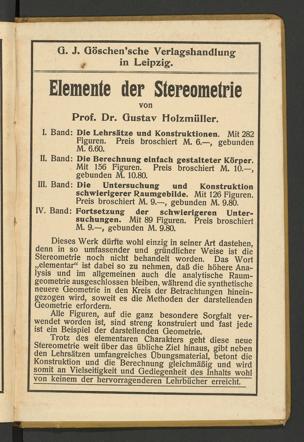 G. J. Göschen'sche Verlagshandlung
in Leipzig.
Elemente der Stereometrie
von
Prof. Dr. Gustav Holzmüller.
I. Band: Die Lehrsätze und Konstruktionen. Mit 282
Figuren. Preis broschiert M. 6.—, gebunden
M. 6.60.
II. Band: Die Berechnung einfach gestalteter Körper.
Mit 156 Figuren. Preis broschiert M. 10.—,
gebunden M. 10.80.
III. Band: Die Untersuchung und Konstruktion
schwierigerer Raumgebilde. Mit 126 Figuren.
Preis broschiert M. 9.—, gebunden M. 9.80.
IV. Band: Fortsetzung der schwierigeren Unter-
suchungen. Mit 89 Figuren. Preis broschiert
M. 9.—, gebunden M. 9.80.
Dieses Werk dürfte wohl einzig in seiner Art dastehen,
denn in so umfassender und gründlicher Weise ist die
Stereometrie noch nicht behandelt worden. Das Wort
„elementar" ist dabei so zu nehmen, daß die höhere Ana-
lysis und im allgemeinen auch die analytische Raum-
geometrie ausgeschlossen bleiben, während die synthetische
neuere Geometrie in den Kreis der Betrachtungen hinein-
gezogen wird, soweit es die Methoden der darstellenden
Geometrie erfordern.
Alle Figuren, auf die ganz besondere Sorgfalt ver-
wendet worden ist, sind streng konstruiert und fast jede
ist ein Beispiel der darstellenden Geometrie.
Trotz des elementaren Charakters geht diese neue
Stereometrie weit über das übliche Ziel hinaus, gibt neben
den Lehrsätzen umfangreiches Übungsmaterial, betont die
Konstruktion und die Berechnung gleichmäßig und wird
somit an Vielseitigkeit und Gediegenheit des Inhalts wohl
von keinem der hervorragenderen Lehrbücher erreicht.